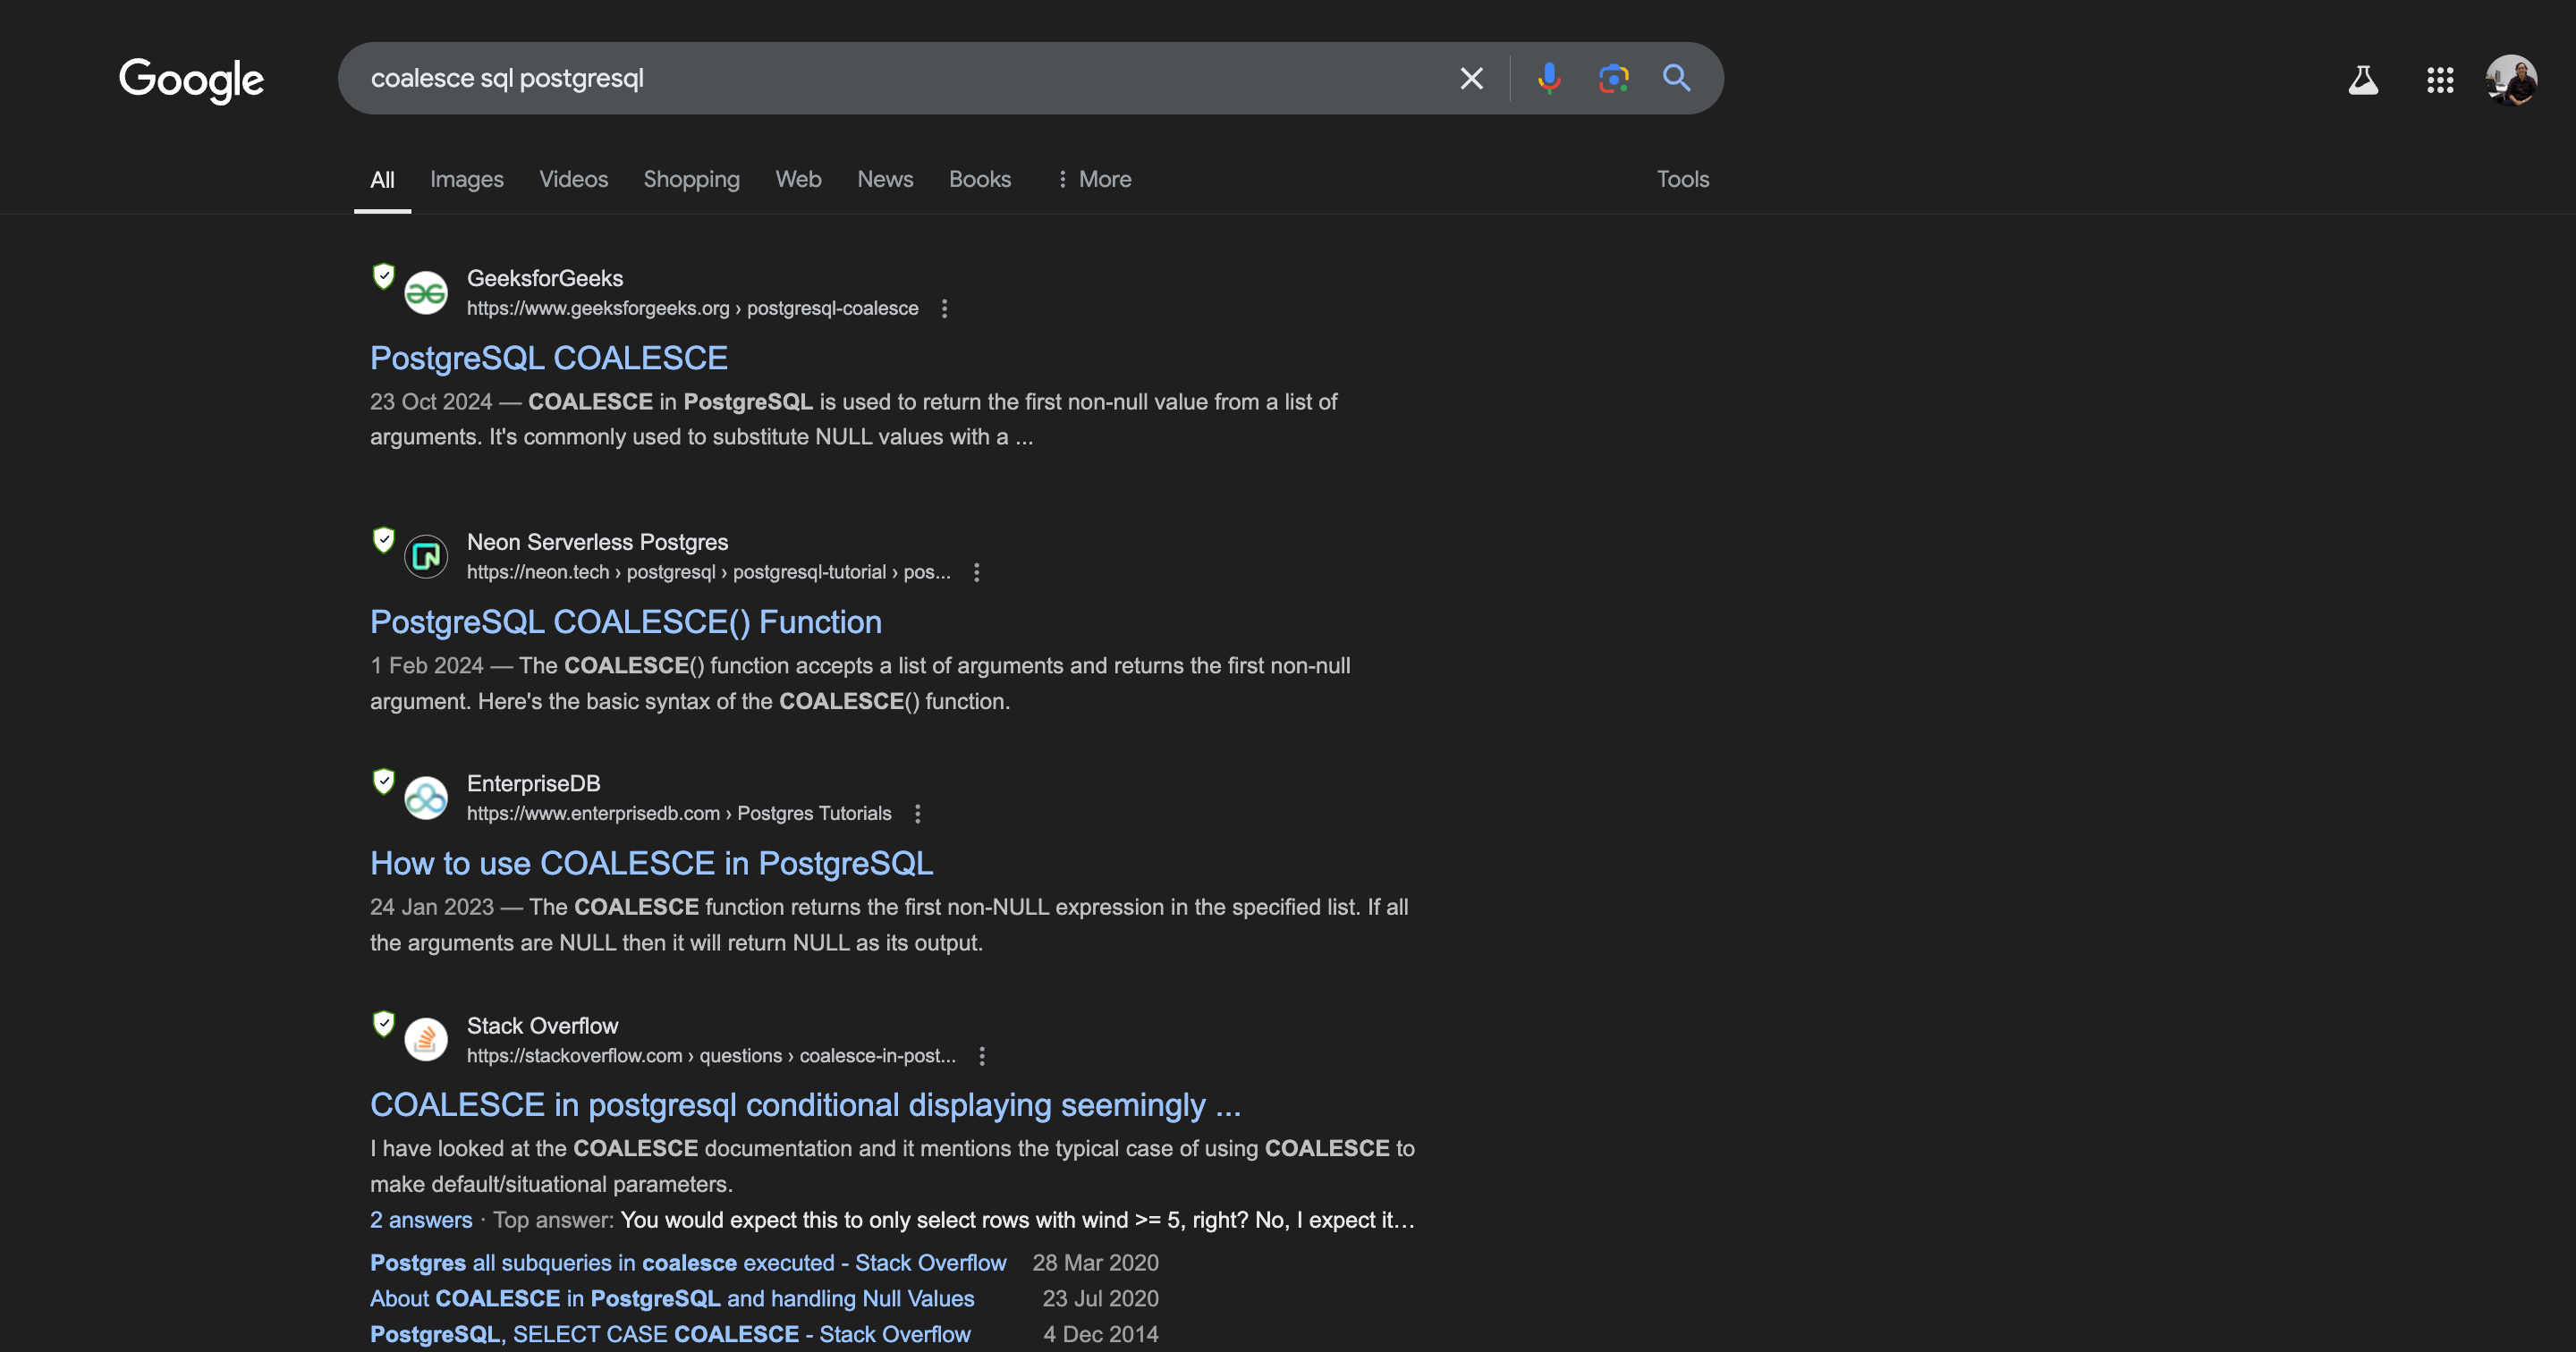 Google
coalesce sql postgresql
All Images Videos Shopping Web News Books More Tools
GeeksforGeeks
https://www.geeksforgeeks.org › postgresql-coalesce
PostgreSQL COALESCE
23 Oct 2024 — COALESCE in PostgreSQL is used to return the first non-null value from a list of
arguments. It's commonly used to substitute NULL values with a ...
Neon Serverless Postgres
https://neon.tech › postgresql › postgresql-tutorial › pos...
PostgreSQL COALESCE() Function
1 Feb 2024 — The COALESCE() function accepts a list of arguments and returns the first non-null
argument. Here's the basic syntax of the COALESCE() function.
EnterpriseDB
https://www.enterprisedb.com › Postgres Tutorials
How to use COALESCE in PostgreSQL
24 Jan 2023 — The COALESCE function returns the first non-NULL expression in the specified list. If all
the arguments are NULL then it will return NULL as its output.
Stack Overflow
https://stackoverflow.com › questions › coalesce-in-post...
COALESCE in postgresql conditional displaying seemingly ...
I have looked at the COALESCE documentation and it mentions the typical case of using COALESCE to
make default/situational parameters.
2 answers · Top answer: You would expect this to only select rows with wind >= 5, right? No, I expect it...
Postgres all subqueries in coalesce executed - Stack Overflow 28 Mar 2020
About COALESCE in PostgreSQL and handling Null Values 23 Jul 2020
PostgreSQL, SELECT CASE COALESCE - Stack Overflow 4 Dec 2014